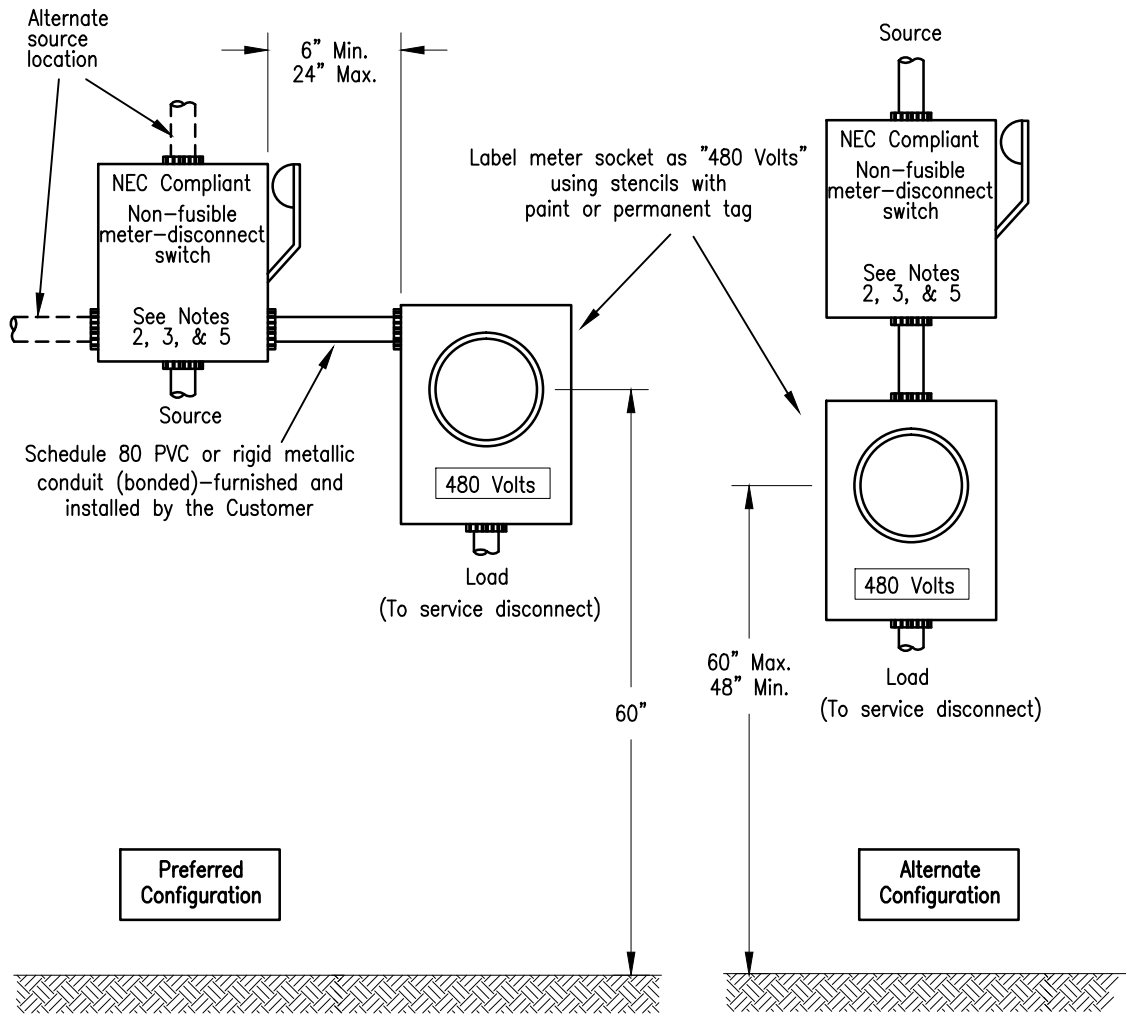 Alternate
source
location
6" Min.
24" Max.
NEC Compliant
Non-fusible
meter-disconnect
switch
See Notes
2, 3, & 5
Source
Schedule 80 PVC or rigid metallic
conduit (bonded)-furnished and
installed by the Customer
Label meter socket as "480 Volts"
using stencils with
paint or permanent tag
480 Volts
Load
(To service disconnect)
60"
Preferred
Configuration
Source
NEC Compliant
Non-fusible
meter-disconnect
switch
See Notes
2, 3, & 5
480 Volts
Load
(To service disconnect)
60" Max.
48" Min.
Alternate
Configuration